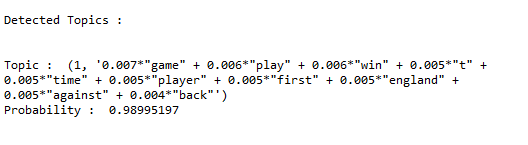 Detected Topics :
Topic :  (1, '0.007*"game" + 0.006*"play" + 0.006*"win" + 0.005*"t" +
0.005*"time" + 0.005*"player" + 0.005*"first" + 0.005*"england" +
0.005*"against" + 0.004*"back"')
Probability :  0.98995197